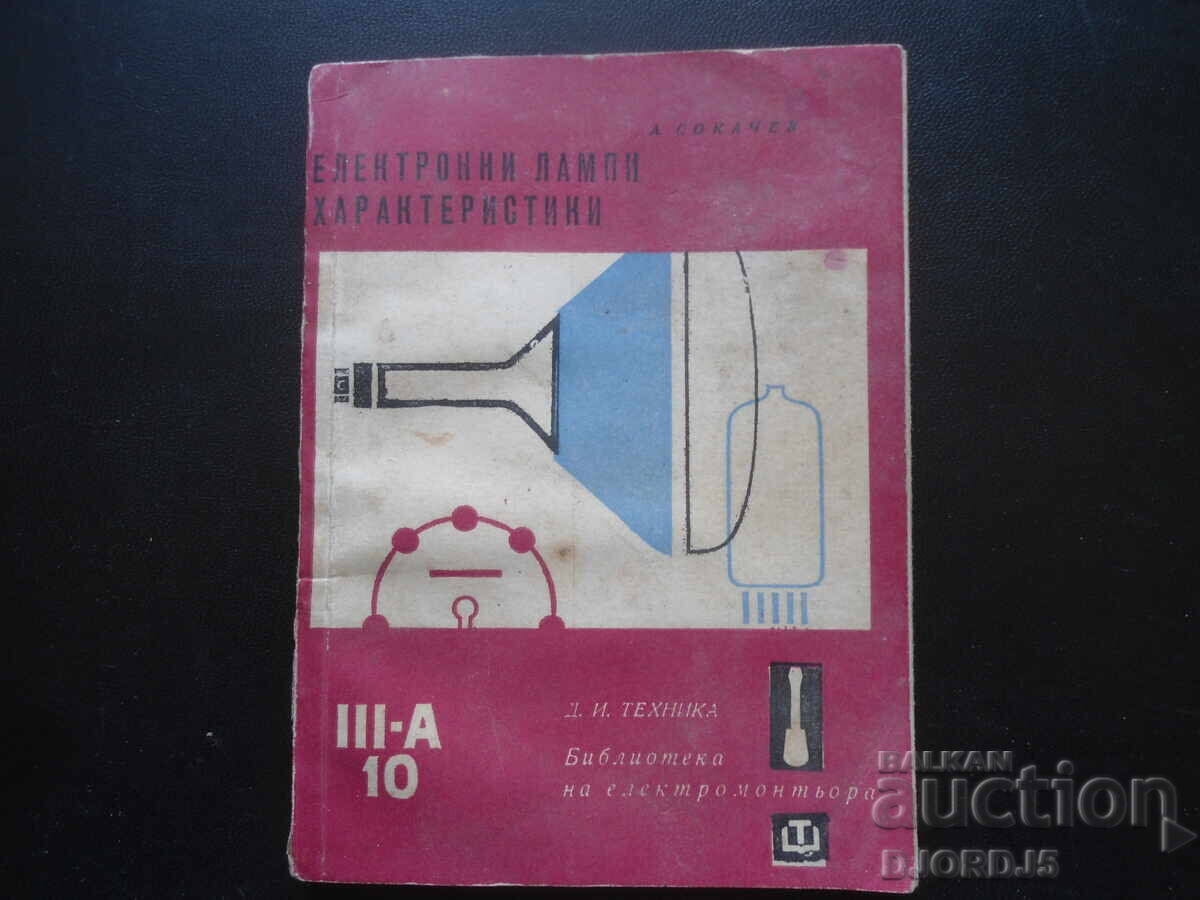 А. СОКАЧЕВ
ЕЛЕКТРОННИ ЛАМПИ
ХАРАКТЕРИСТИКИ
III-А
10
Д. И. ТЕХНИКА
Библиотека
на електромонтьора
Т
BALKAN
auction
DJORDJ5